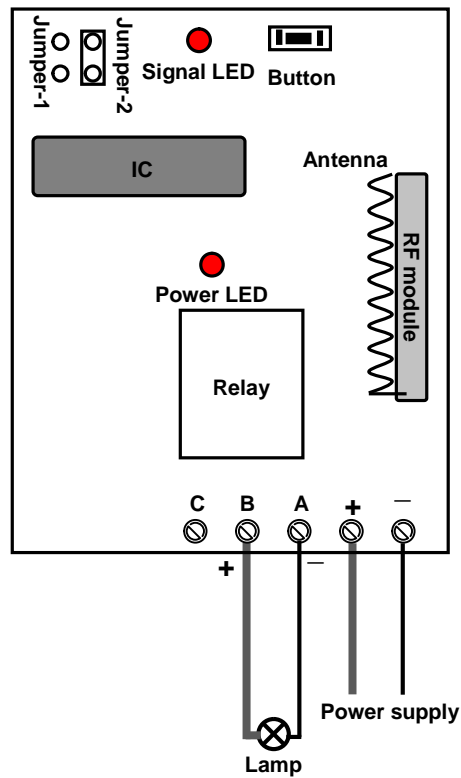 Jumper-1
Jumper-2
Signal LED
Button
IC
Antenna
RF module
Power LED
Relay
C B A + −
+ −
Power supply
Lamp